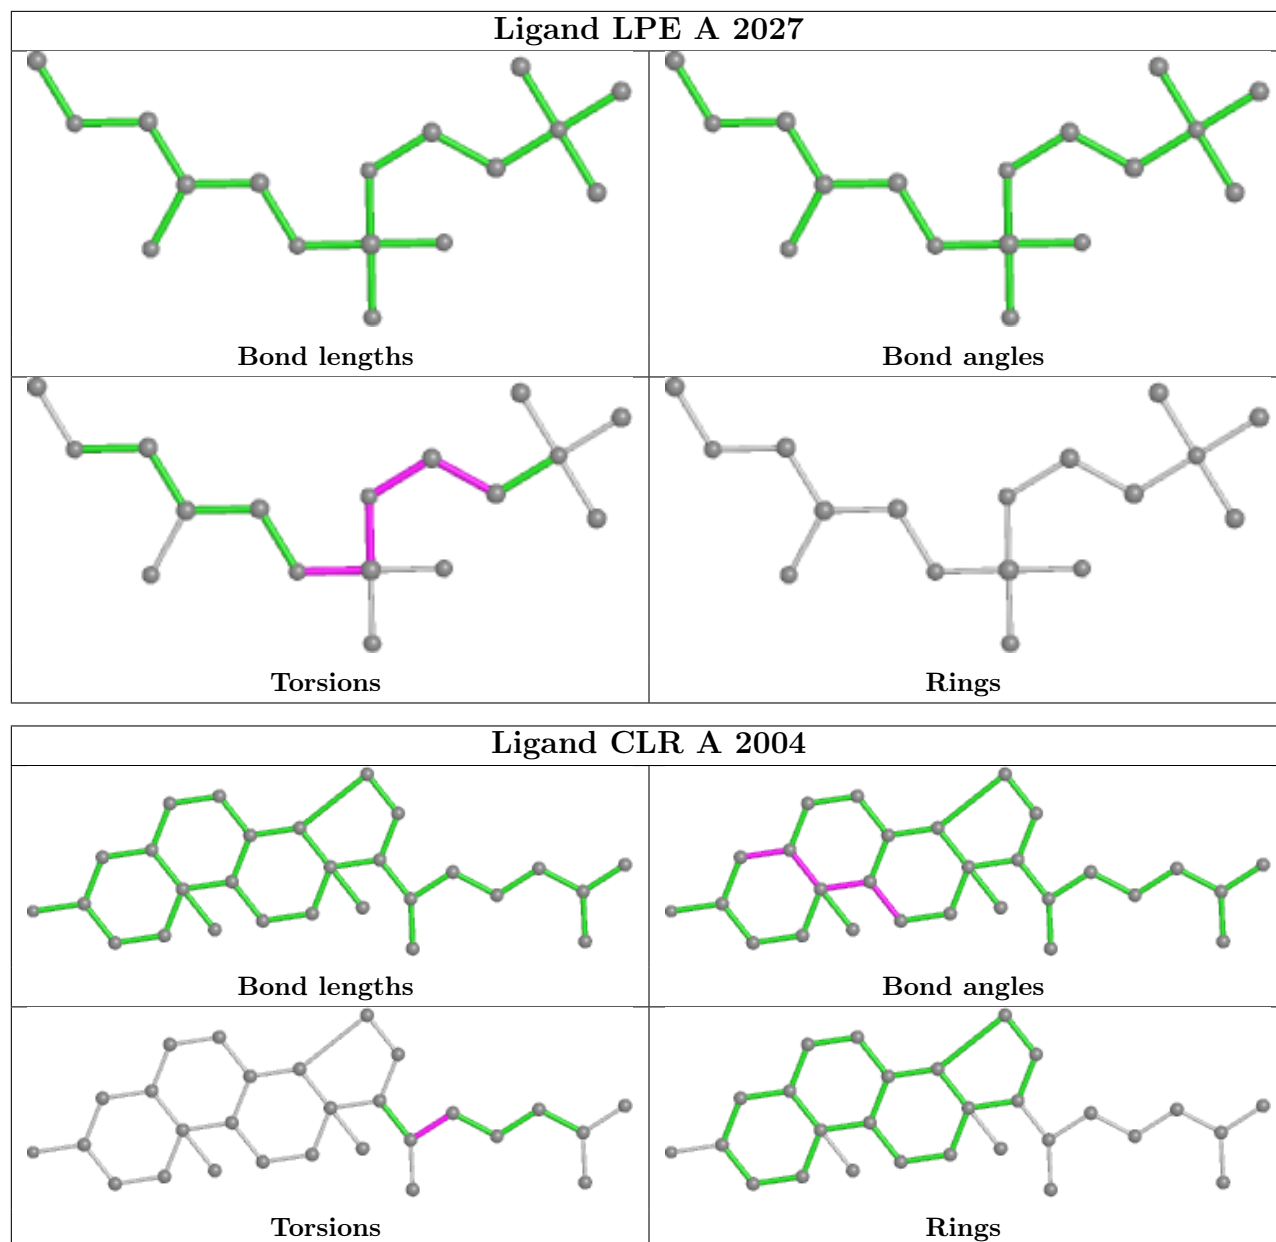 Ligand LPE A 2027
Bond lengths
Bond angles
Torsions
Rings
Ligand CLR A 2004
Bond lengths
Bond angles
Torsions
Rings